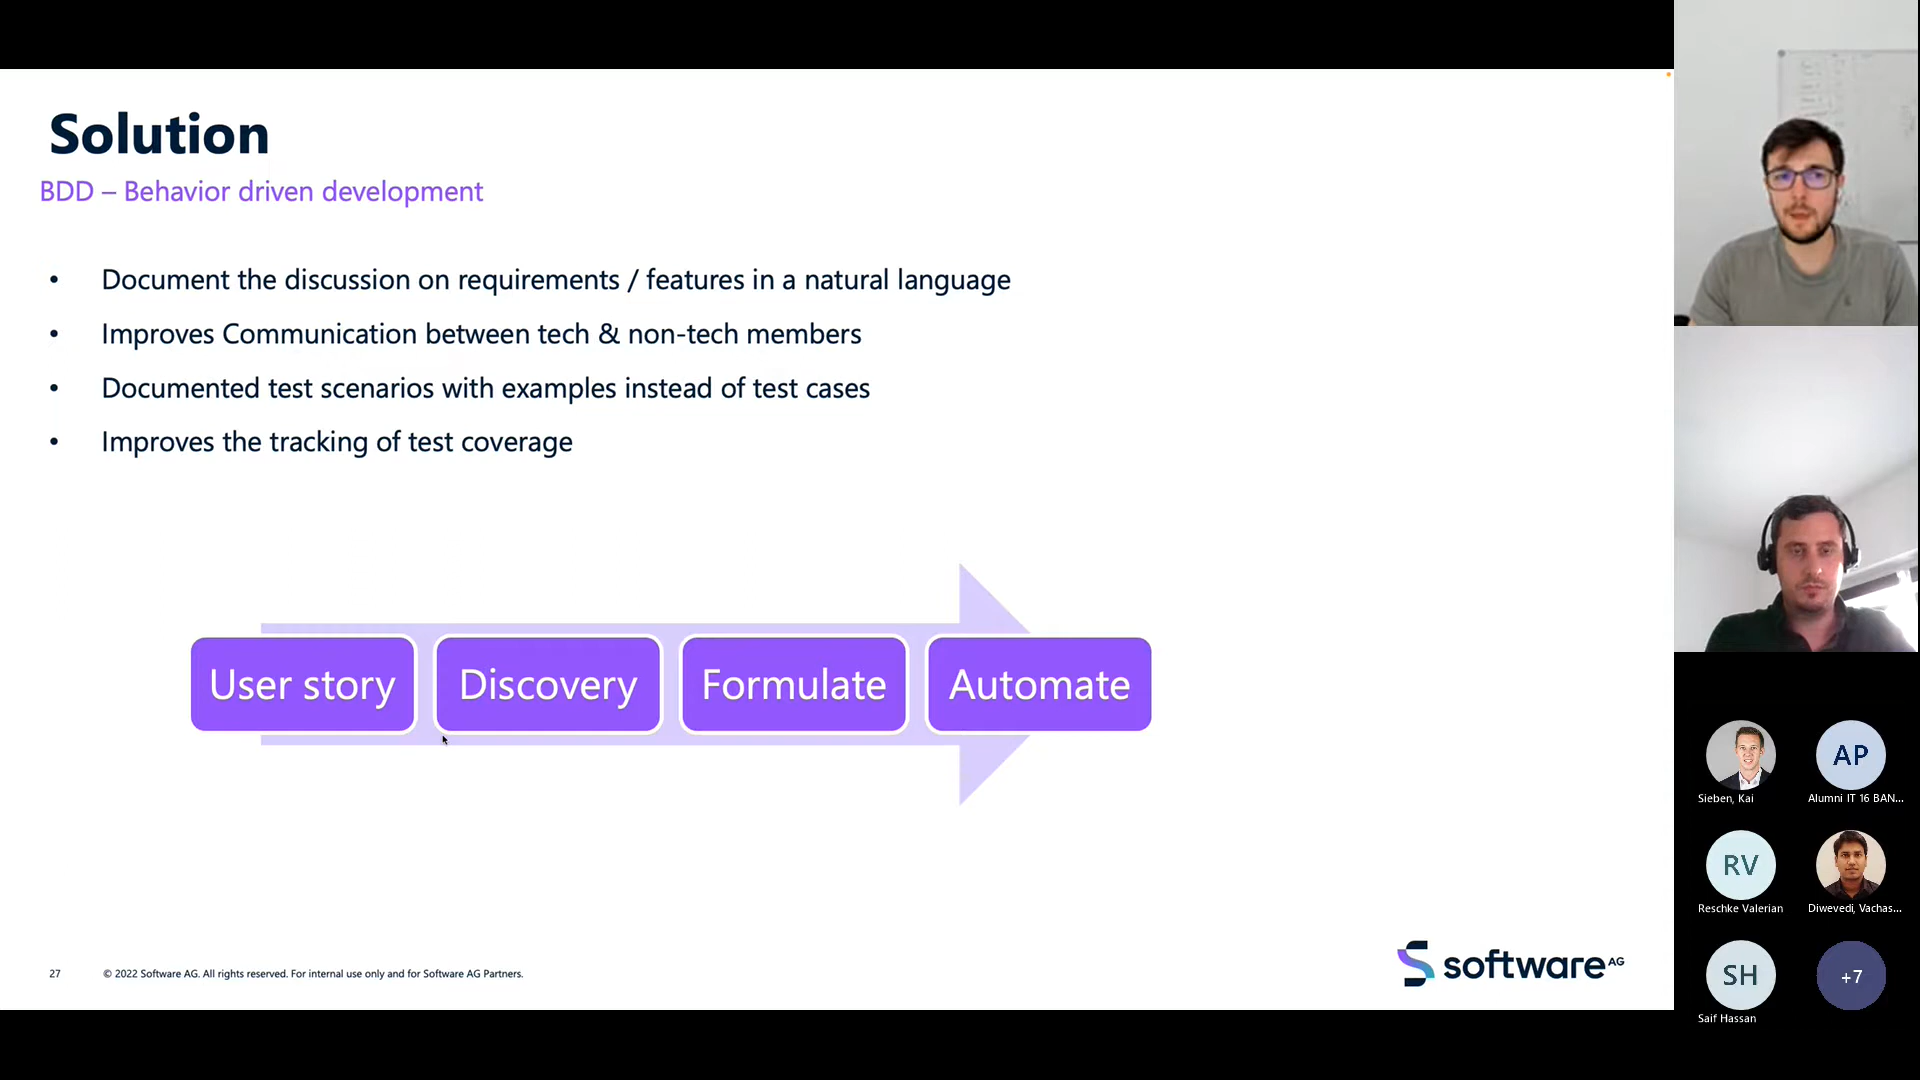 Solution
BDD – Behavior driven development
• Document the discussion on requirements / features in a natural language
• Improves Communication between tech & non-tech members
• Documented test scenarios with examples instead of test cases
• Improves the tracking of test coverage
User story
Discovery
Formulate
Automate
27
© 2022 Software AG. All rights reserved. For internal use only and for Software AG Partners.
software AG
AP
Sieben, Kai
Alumni IT 16 BAN...
RV
Reschke Valerian
Diwevedi, Vachas...
SH
+7
Saif Hassan